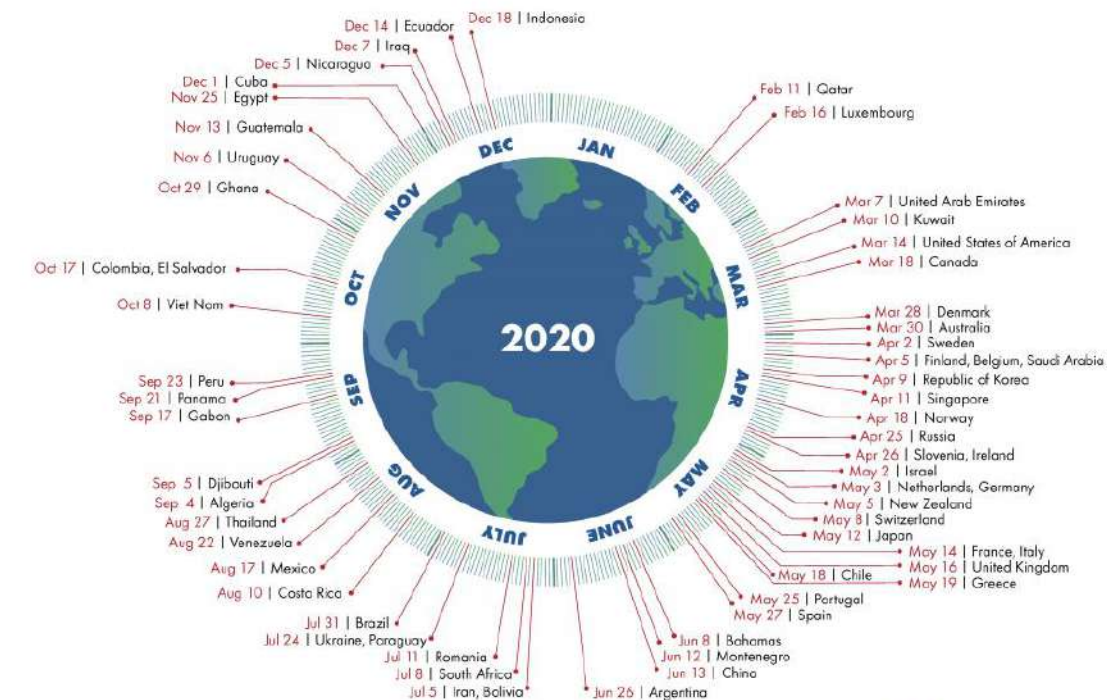 Dec 18 | Indonesia
Dec 14 | Ecuador
Dec 7 | Iraq
Dec 5 | Nicaragua
Dec 1 | Cuba
Nov 25 | Egypt
Nov 13 | Guatemala
Nov 6 | Uruguay
Oct 29 | Ghana
Oct 17 | Colombia, El Salvador
Oct 8 | Viet Nam
Sep 23 | Peru
Sep 21 | Panama
Sep 17 | Gabon
Sep 5 | Djibouti
Sep 4 | Algeria
Aug 27 | Thailand
Aug 22 | Venezuela
Aug 17 | Mexico
Aug 10 | Costa Rica
Jul 31 | Brazil
Jul 24 | Ukraine, Paraguay
Jul 11 | Romania
Jul 8 | South Africa
Jul 5 | Iran, Bolivia
Feb 11 | Qatar
Feb 16 | Luxembourg
Mar 7 | United Arab Emirates
Mar 10 | Kuwait
Mar 14 | United States of America
Mar 18 | Canada
Mar 28 | Denmark
Mar 30 | Australia
Apr 2 | Sweden
Apr 5 | Finland, Belgium, Saudi Arabia
Apr 9 | Republic of Korea
Apr 11 | Singapore
Apr 18 | Norway
Apr 25 | Russia
Apr 26 | Slovenia, Ireland
May 2 | Israel
May 3 | Netherlands, Germany
May 5 | New Zealand
May 8 | Switzerland
May 12 | Japan
May 14 | France, Italy
May 16 | United Kingdom
May 18 | Chile
May 19 | Greece
May 25 | Portugal
May 27 | Spain
Jun 8 | Bahamas
Jun 12 | Montenegro
Jun 13 | China
Jun 26 | Argentina
JAN
FEB
MAR
APR
MAY
JUNE
JULY
AUG
SEP
OCT
NOV
DEC
2020